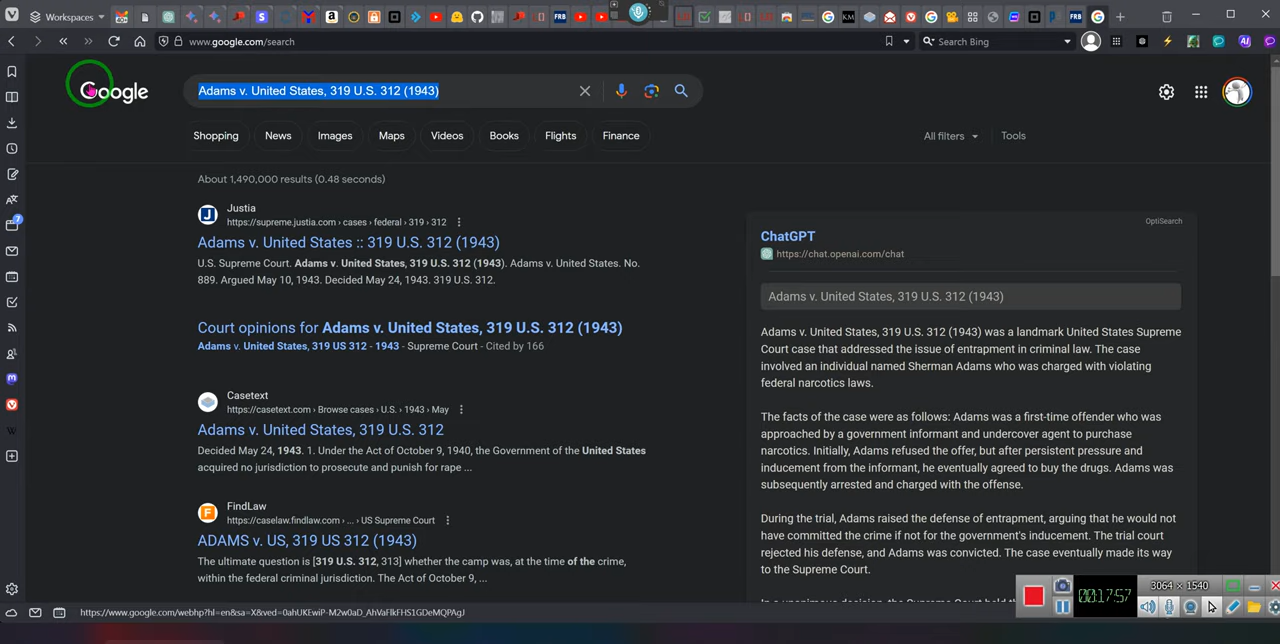 Workspaces
www.google.com/search
Search Bing
Google
Adams v. United States, 319 U.S. 312 (1943)
Shopping
News
Images
Maps
Videos
Books
Flights
Finance
All filters
Tools
About 1,490,000 results (0.48 seconds)
Justia
https://supreme.justia.com › cases › federal › 319 › 312
Adams v. United States :: 319 U.S. 312 (1943)
U.S. Supreme Court. Adams v. United States, 319 U.S. 312 (1943). Adams v. United States. No.
889. Argued May 10, 1943. Decided May 24, 1943. 319 U.S. 312.
Court opinions for Adams v. United States, 319 U.S. 312 (1943)
Adams v. United States, 319 US 312 - 1943 - Supreme Court - Cited by 166
Casetext
https://casetext.com › Browse cases › U.S. › 1943 › May
Adams v. United States, 319 U.S. 312
Decided May 24, 1943. 1. Under the Act of October 9, 1940, the Government of the United States
acquired no jurisdiction to prosecute and punish for rape ...
FindLaw
https://caselaw.findlaw.com › ... › US Supreme Court
ADAMS v. US, 319 US 312 (1943)
The ultimate question is [319 U.S. 312, 313] whether the camp was, at the time of the crime,
within the federal criminal jurisdiction. The Act of October 9, ...
OptiSearch
ChatGPT
https://chat.openai.com/chat
Adams v. United States, 319 U.S. 312 (1943)
Adams v. United States, 319 U.S. 312 (1943) was a landmark United States Supreme
Court case that addressed the issue of entrapment in criminal law. The case
involved an individual named Sherman Adams who was charged with violating
federal narcotics laws.
The facts of the case were as follows: Adams was a first-time offender who was
approached by a government informant and undercover agent to purchase
narcotics. Initially, Adams refused the offer, but after persistent pressure and
inducement from the informant, he eventually agreed to buy the drugs. Adams was
subsequently arrested and charged with the offense.
During the trial, Adams raised the defense of entrapment, arguing that he would not
have committed the crime if not for the government's inducement. The trial court
rejected his defense, and Adams was convicted. The case eventually made its way
to the Supreme Court.
3064 × 1540
00:17:57